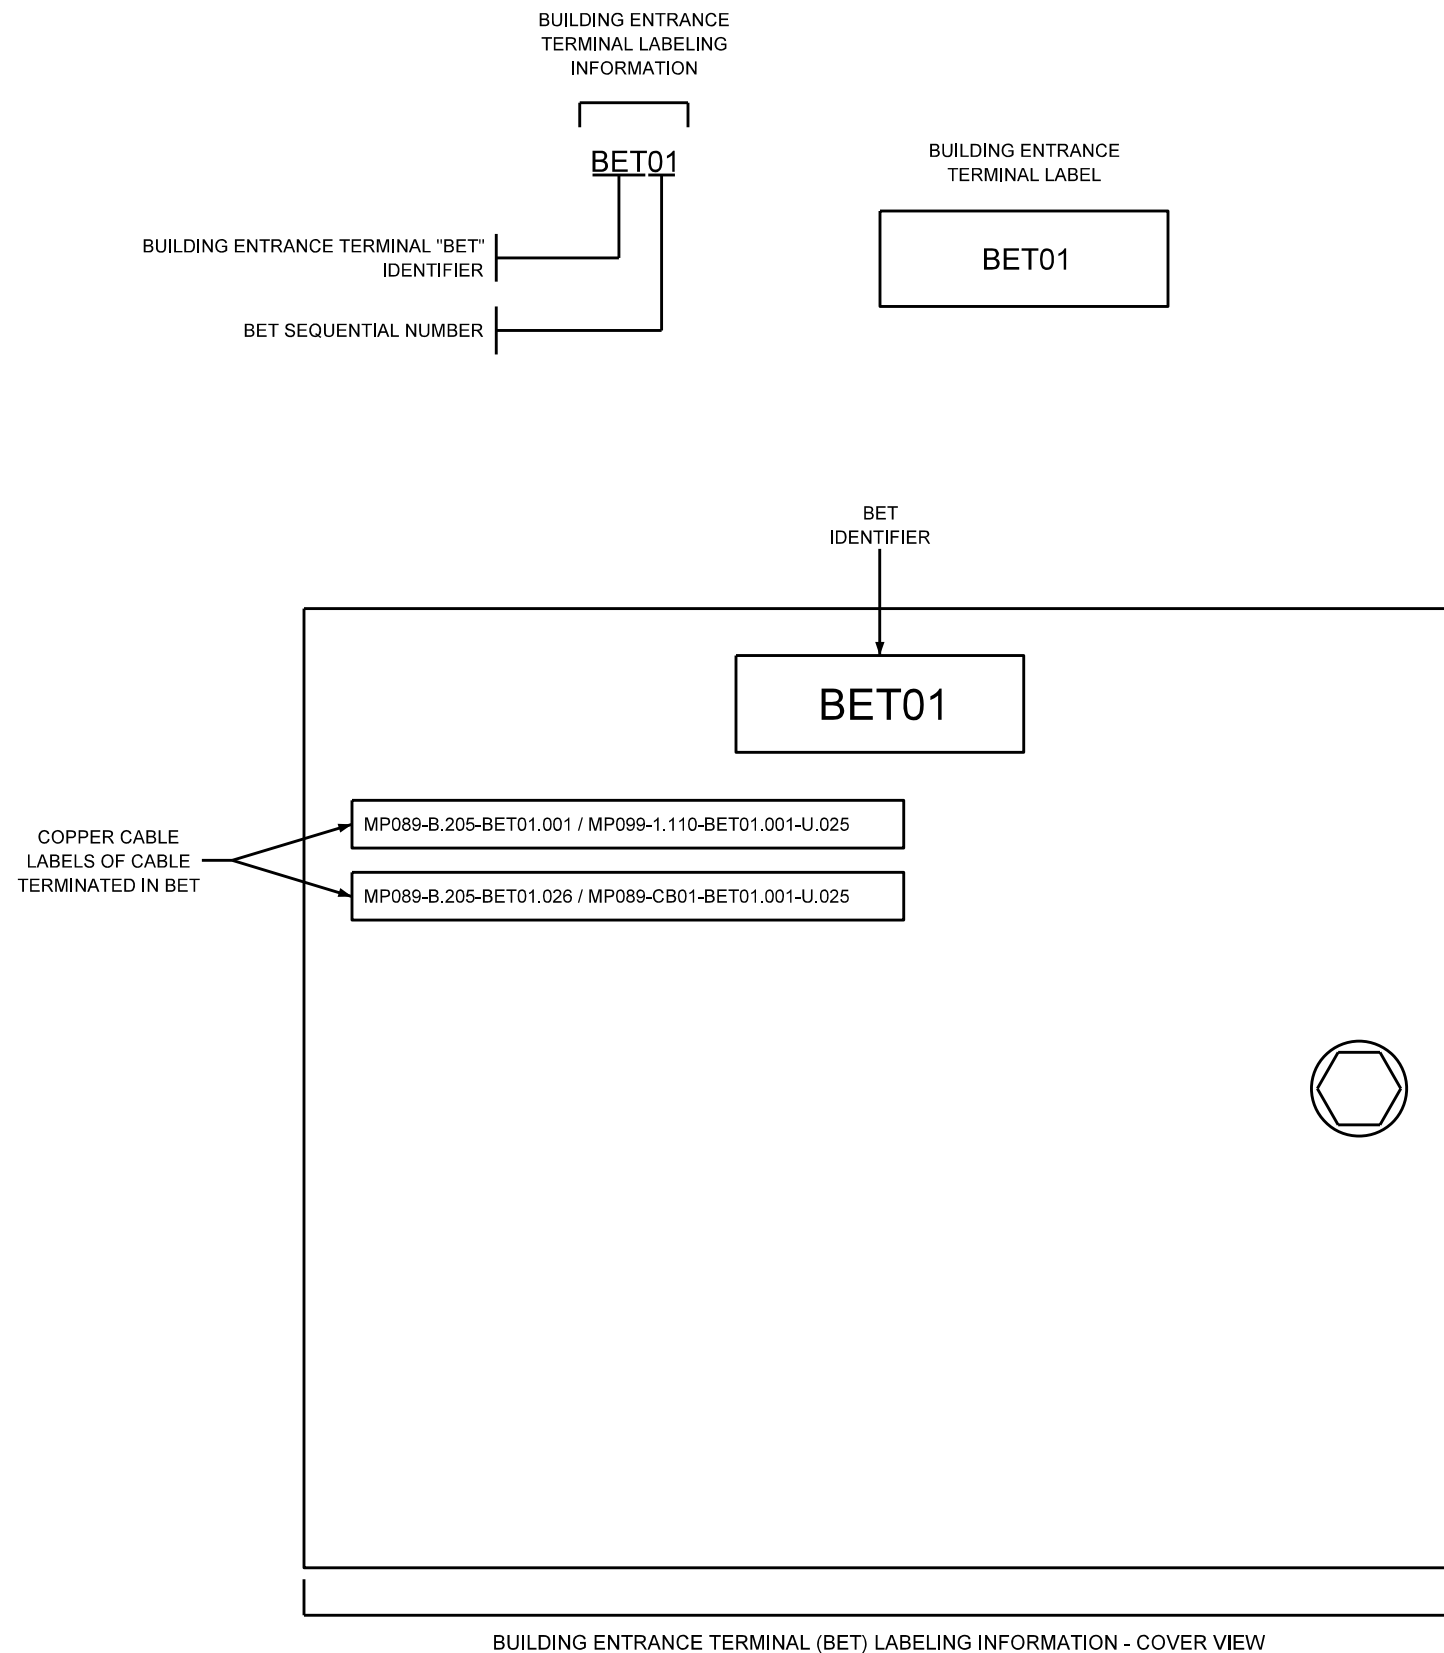 BUILDING ENTRANCE
TERMINAL LABELING
INFORMATION
BET01
BUILDING ENTRANCE TERMINAL "BET"
IDENTIFIER
BET SEQUENTIAL NUMBER
BUILDING ENTRANCE
TERMINAL LABEL
BET01
BET
IDENTIFIER
BET01
COPPER CABLE
LABELS OF CABLE
TERMINATED IN BET
MP089-B.205-BET01.001 / MP099-1.110-BET01.001-U.025
MP089-B.205-BET01.026 / MP089-CB01-BET01.001-U.025
BUILDING ENTRANCE TERMINAL (BET) LABELING INFORMATION - COVER VIEW